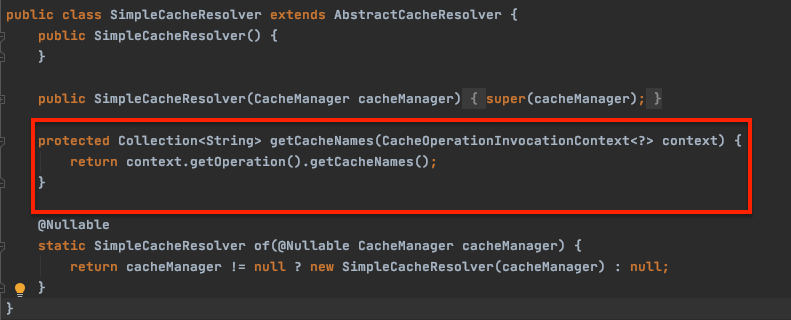 public class SimpleCacheResolver extends AbstractCacheResolver {
public SimpleCacheResolver() {
}
public SimpleCacheResolver(CacheManager cacheManager) { super(cacheManager); }
protected Collection<String> getCacheNames(CacheOperationInvocationContext<?> context) {
return context.getOperation().getCacheNames();
}
@Nullable
static SimpleCacheResolver of(@Nullable CacheManager cacheManager) {
return cacheManager != null ? new SimpleCacheResolver(cacheManager) : null;
}
}